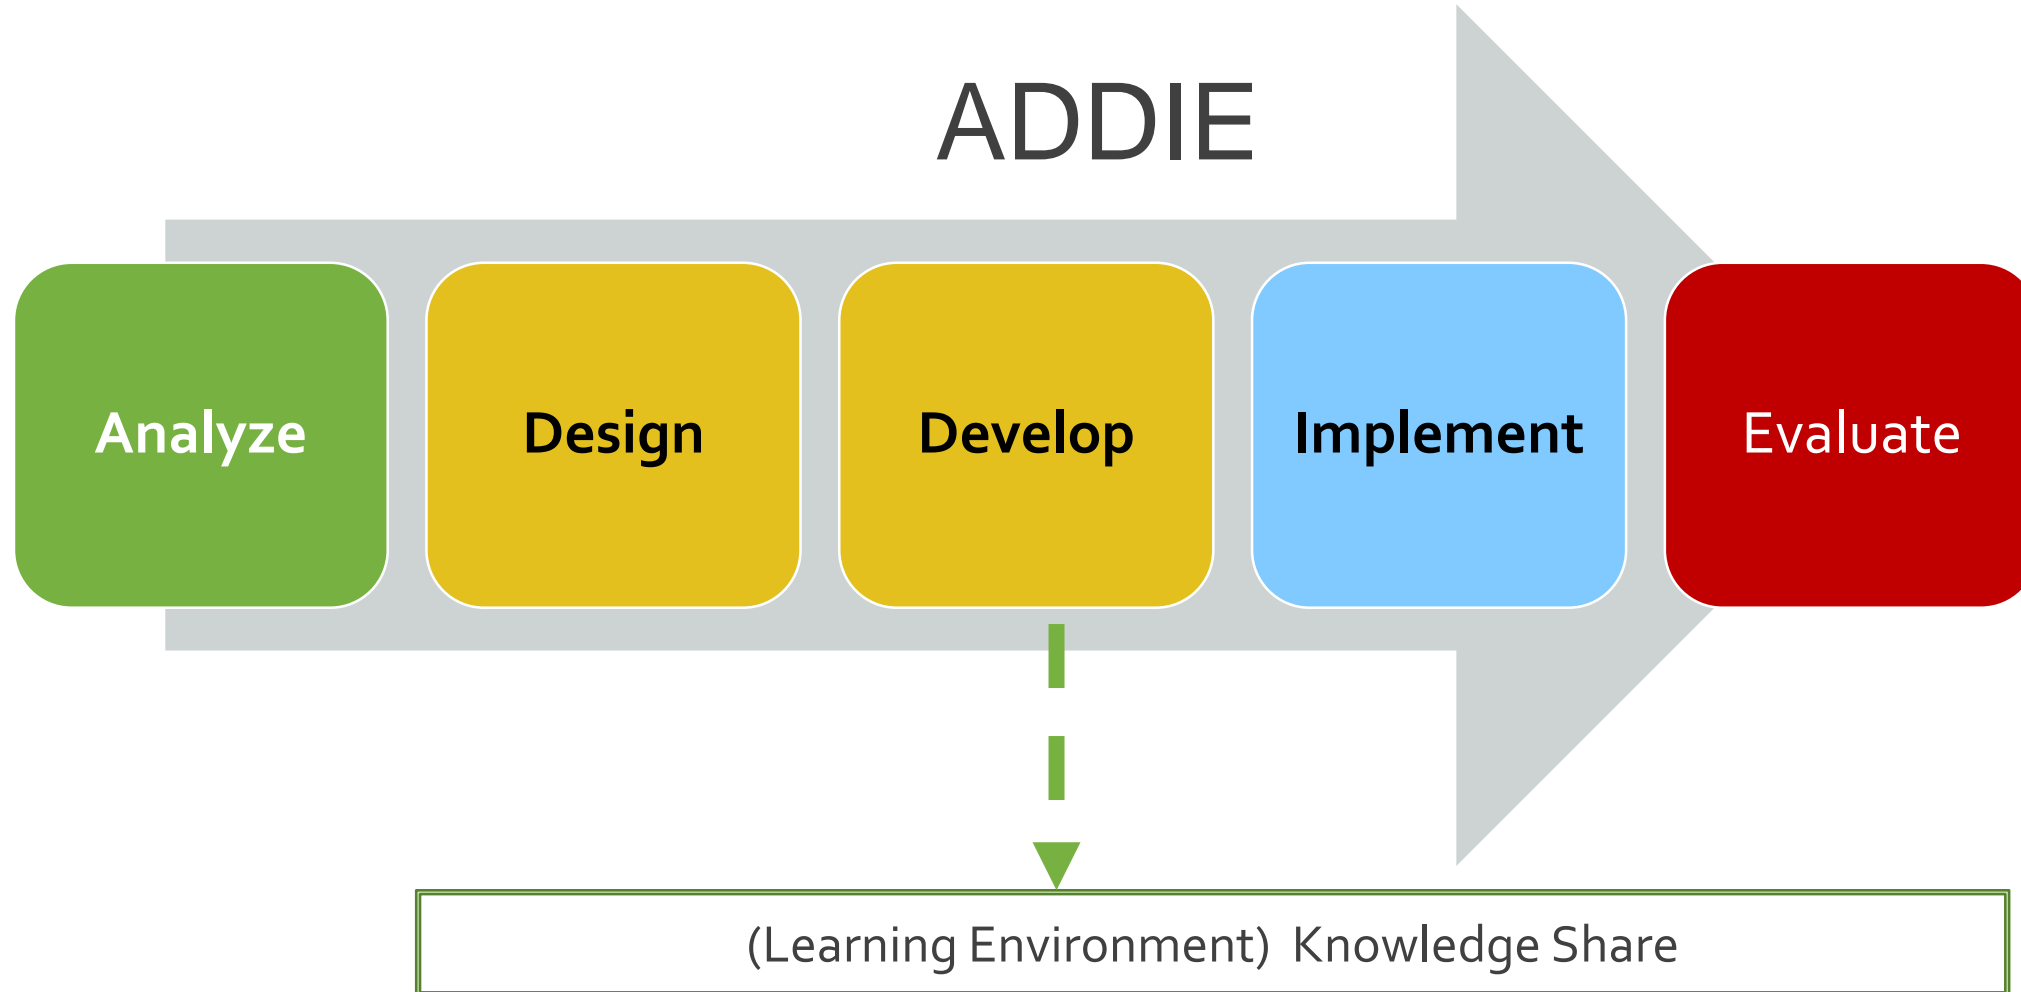 ADDIE
Analyze
Design
Develop
Implement
Evaluate
(Learning Environment) Knowledge Share